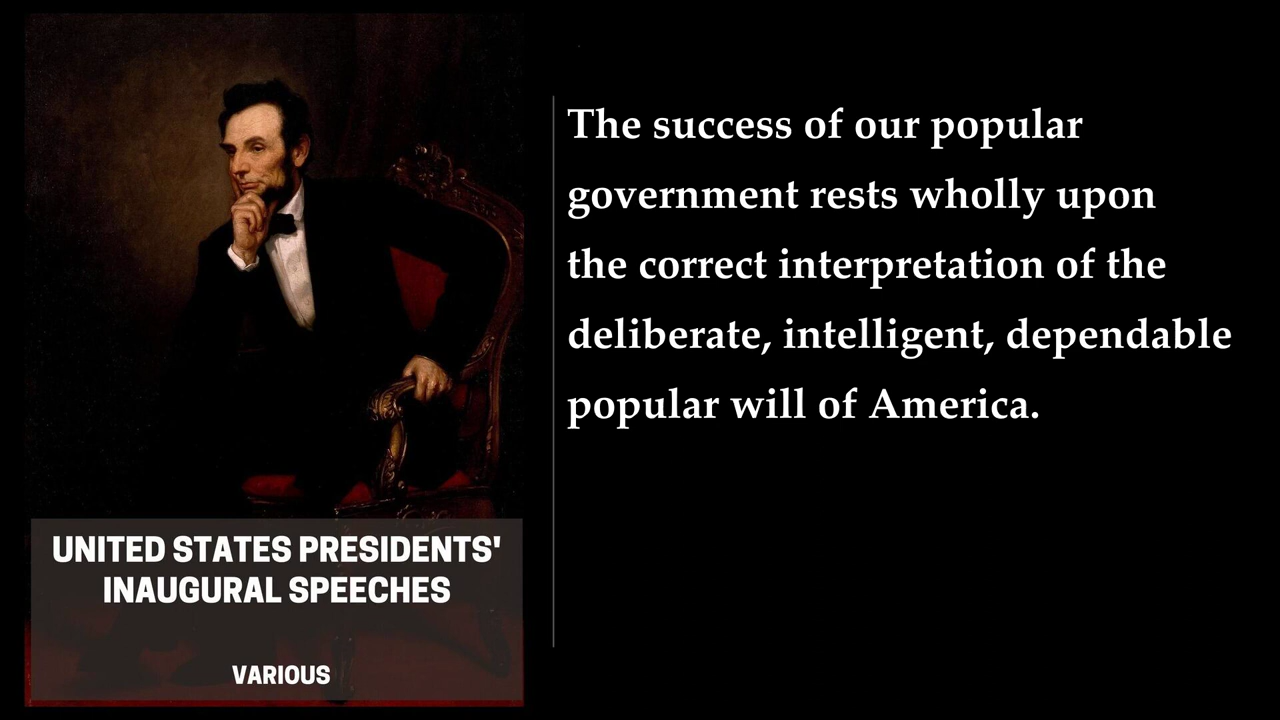 The success of our popular
government rests wholly upon
the correct interpretation of the
deliberate, intelligent, dependable
popular will of America.
UNITED STATES PRESIDENTS'
INAUGURAL SPEECHES
VARIOUS